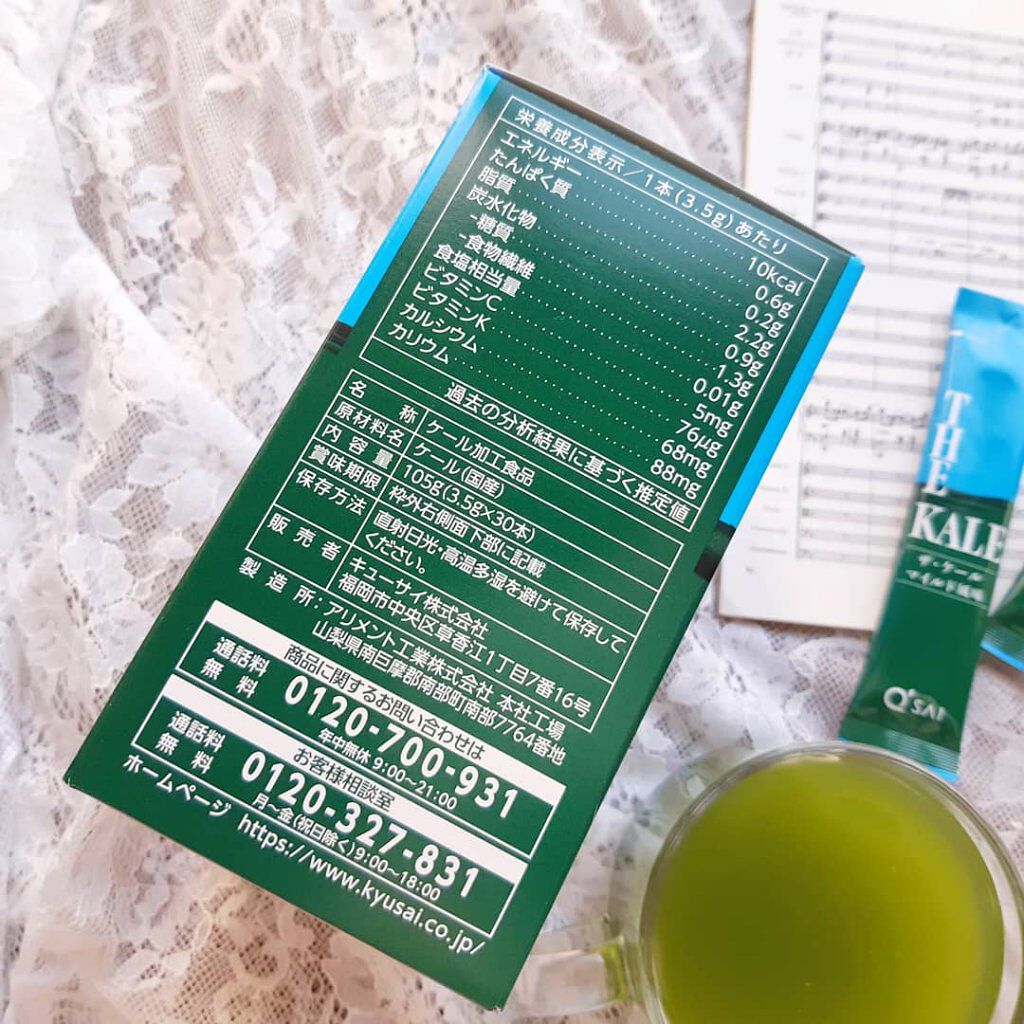 栄養成分表示／1本(3.5g)あたり
エネルギー 10kcal
たんぱく質 0.6g
脂質 0.2g
炭水化物 2.2g
-糖質 0.9g
-食物繊維 1.3g
食塩相当量 0.01g
ビタミンC 5mg
ビタミンK 76μg
カルシウム 68mg
カリウム 88mg
過去の分析結果に基づく推定値
名称 ケール加工食品
原材料名 ケール(国産)
内容量 105g(3.5g×30本)
賞味期限 枠外右側面下部に記載
保存方法 直射日光・高温多湿を避けて保存して
ください。
販売者 キューサイ株式会社
福岡市中央区草香江1丁目7番16号
製造所：アリメント工業株式会社 本社工場
山梨県南巨摩郡南部町南部7764番地
商品に関するお問い合わせは
通話料
無料
0120-700-931
年中無休 9:00～21:00
お客様相談室
通話料
無料
0120-327-831
月～金(祝日除く)9:00～18:00
ホームページ https://www.kyusai.co.jp/
THE
KALE
ザ・ケール
マイルド風味
Q'SAI